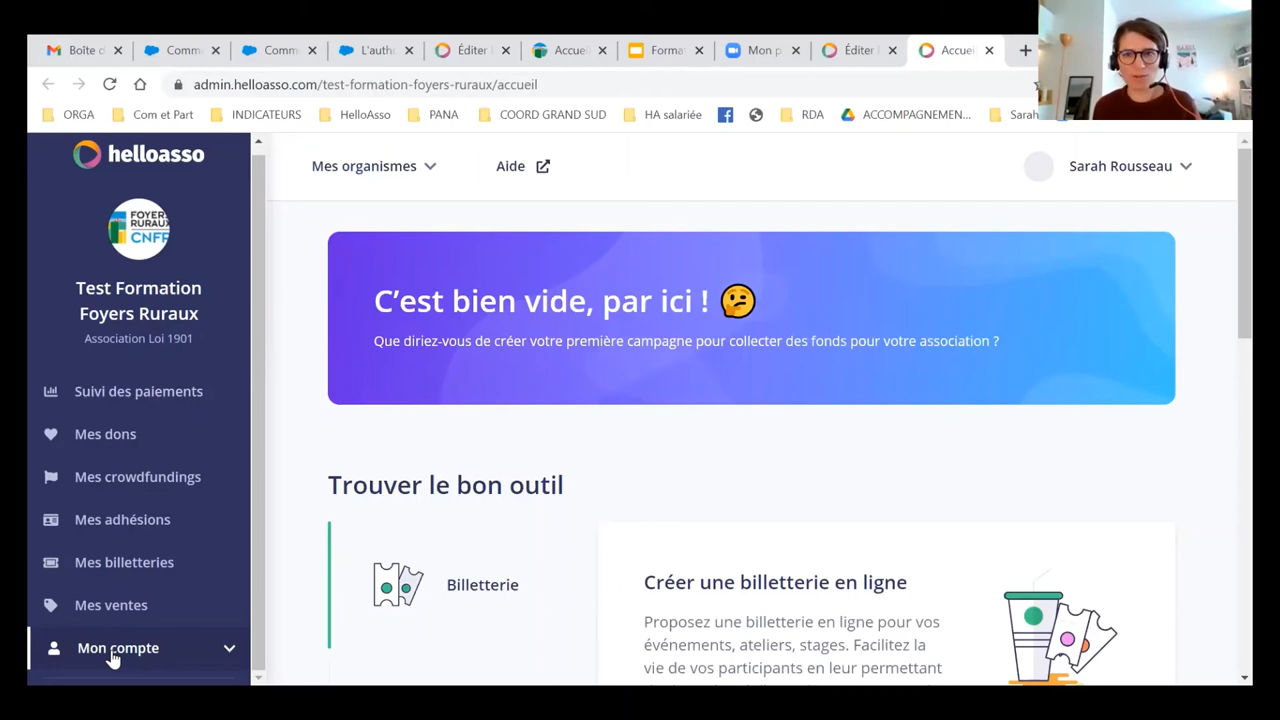 Boîte d
Comme
Comm
L'autho
Éditer
Accuei
Format
Mon p
Éditer l
Accuei
admin.helloasso.com/test-formation-foyers-ruraux/accueil
ORGA
Com et Part
INDICATEURS
HelloAsso
PANA
COORD GRAND SUD
HA salariée
RDA
ACCOMPAGNEMEN...
Sarah
helloasso
Mes organismes
Aide
Sarah Rousseau
FOYERS
RURAUX
CNFR
Test Formation
Foyers Ruraux
Association Loi 1901
C'est bien vide, par ici !
Que diriez-vous de créer votre première campagne pour collecter des fonds pour votre association ?
Suivi des paiements
Mes dons
Mes crowdfundings
Mes adhésions
Mes billetteries
Mes ventes
Mon compte
Trouver le bon outil
Billetterie
Créer une billetterie en ligne
Proposez une billetterie en ligne pour vos
événements, ateliers, stages. Facilitez la
vie de vos participants en leur permettant